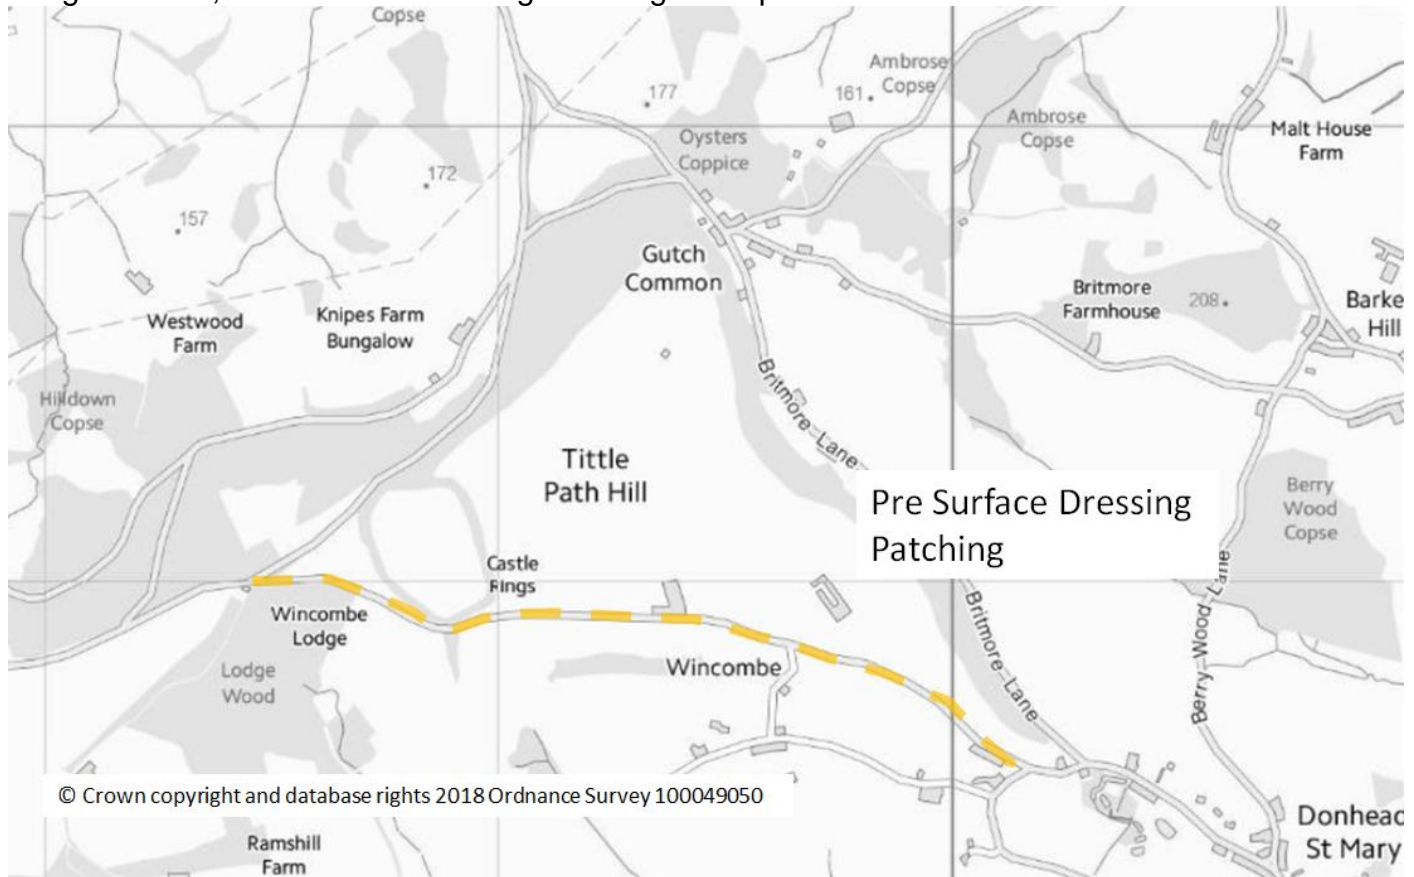 Copse
Ambrose
Copse
177
161
Ambrose
Copse
Malt House
Farm
Oysters
Coppice
172
157
Gutch
Common
Britmore
Farmhouse
208
Barke
Hill
Westwood
Farm
Knipes Farm
Bungalow
Hilldown
Copse
Britmore Lane
Tittle
Path Hill
Pre Surface Dressing
Patching
Berry
Wood
Copse
Castle
Rings
Wincombe
Lodge
Britmore Lane
Berry Wood Lane
Lodge
Wood
Wincombe
© Crown copyright and database rights 2018 Ordnance Survey 100049050
Donhead
St Mary
Ramshill
Farm